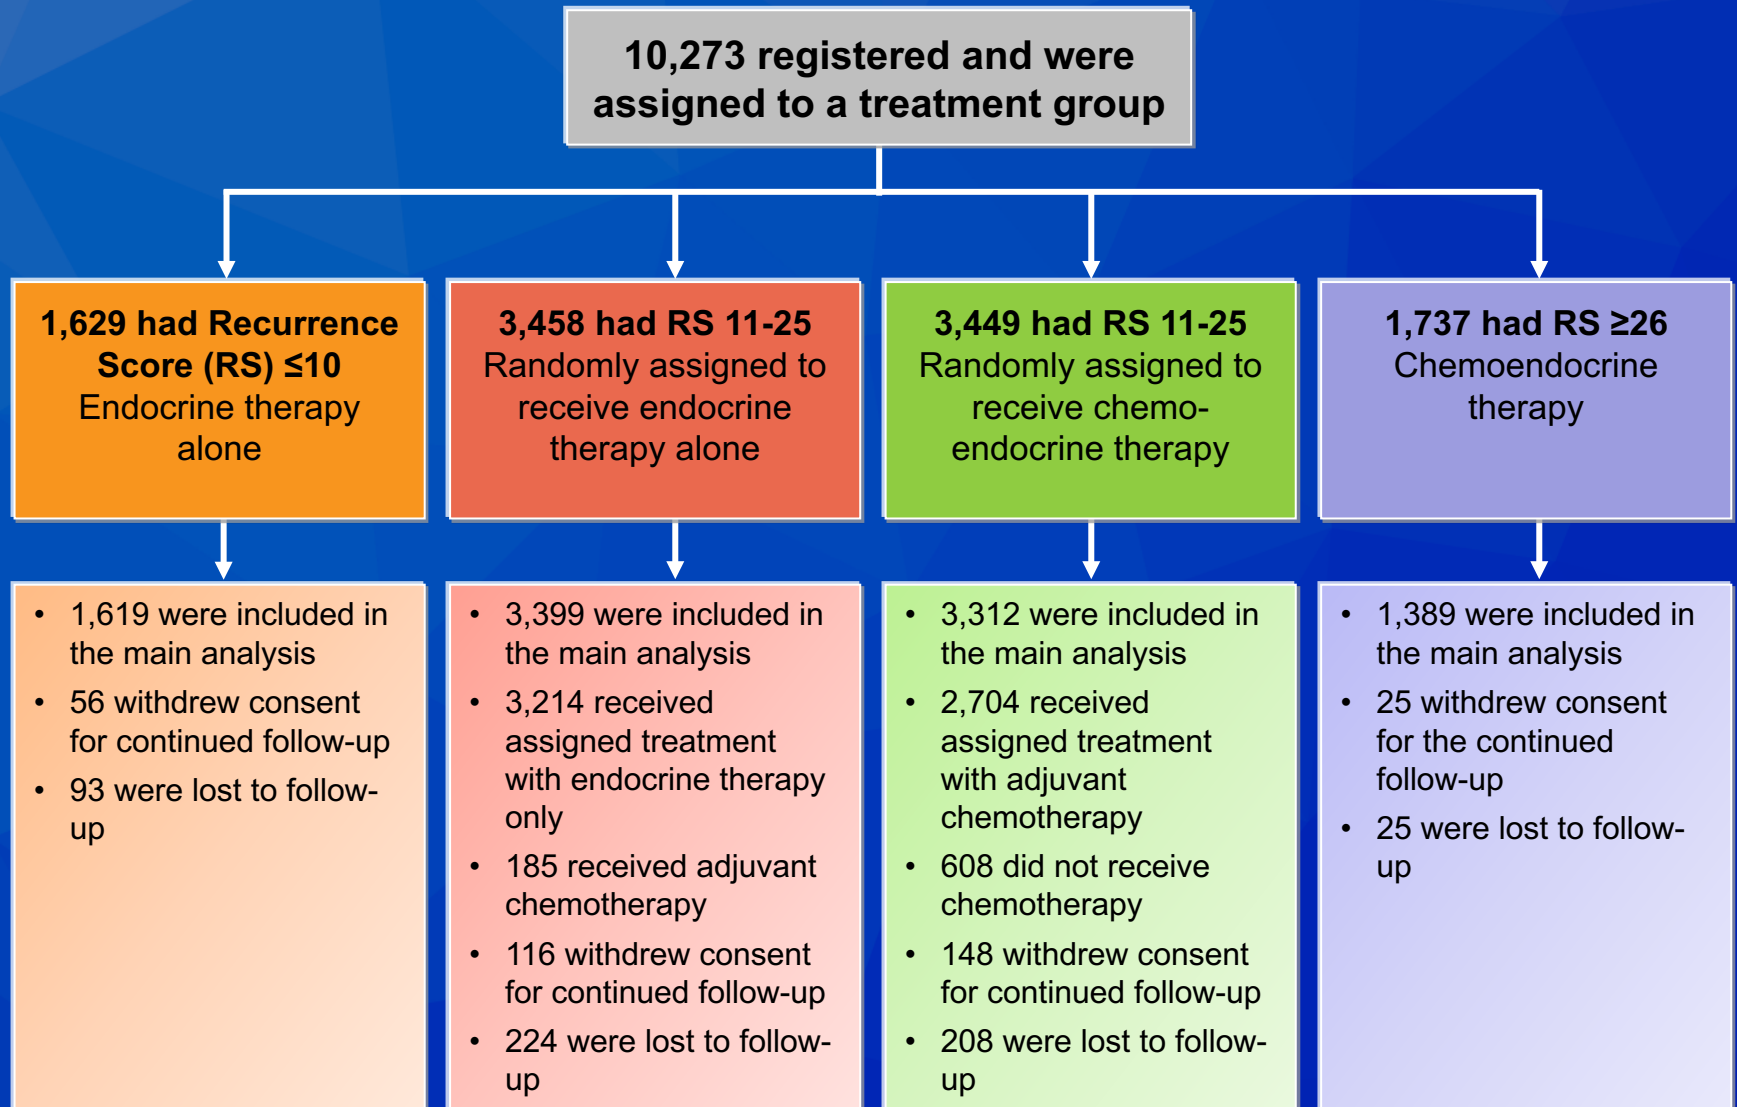 10,273 registered and were
assigned to a treatment group
1,629 had Recurrence
Score (RS) ≤10
Endocrine therapy
alone
3,458 had RS 11-25
Randomly assigned to
receive endocrine
therapy alone
3,449 had RS 11-25
Randomly assigned to
receive chemo-
endocrine therapy
1,737 had RS ≥26
Chemoendocrine
therapy
• 1,619 were included in
the main analysis
• 56 withdrew consent
for continued follow-up
• 93 were lost to follow-
up
• 3,399 were included in
the main analysis
• 3,214 received
assigned treatment
with endocrine therapy
only
• 185 received adjuvant
chemotherapy
• 116 withdrew consent
for continued follow-up
• 224 were lost to follow-
up
• 3,312 were included in
the main analysis
• 2,704 received
assigned treatment
with adjuvant
chemotherapy
• 608 did not receive
chemotherapy
• 148 withdrew consent
for continued follow-up
• 208 were lost to follow-
up
• 1,389 were included in
the main analysis
• 25 withdrew consent
for the continued
follow-up
• 25 were lost to follow-
up